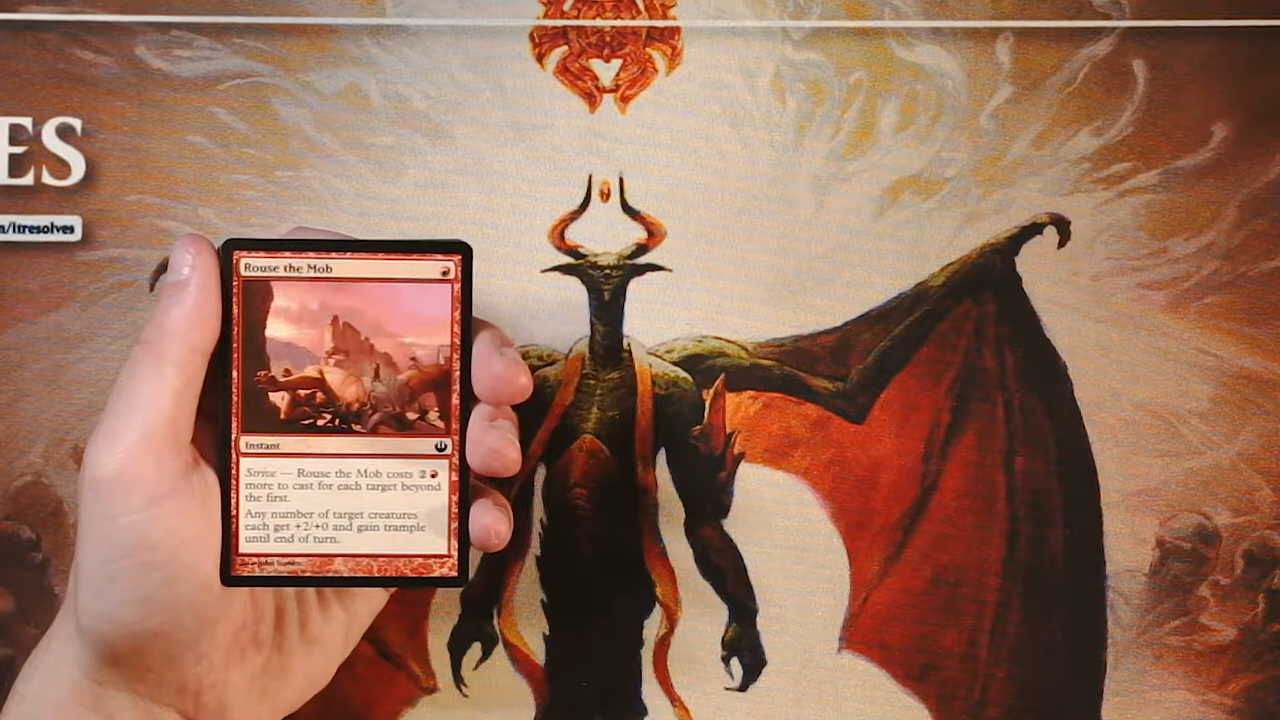 ES
n/itresolves
Rouse the Mob
Instant
Strive — Rouse the Mob costs 2
more to cast for each target beyond
the first.
Any number of target creatures
each get +2/+0 and gain trample
until end of turn.